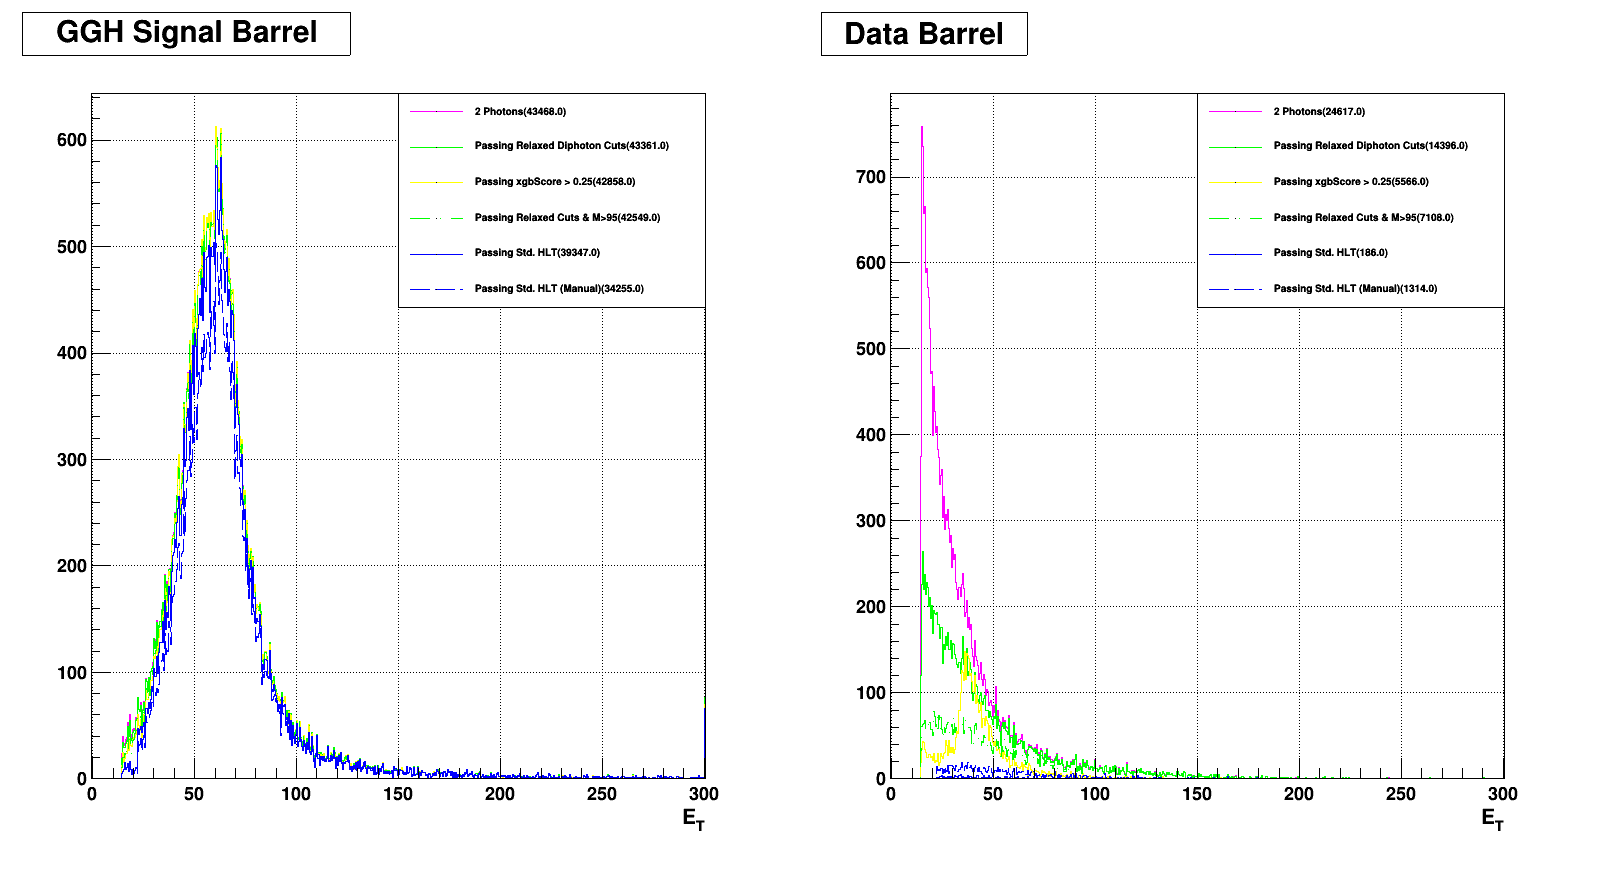 GGH Signal Barrel
2 Photons(43468.0)
Passing Relaxed Diphoton Cuts(43361.0)
Passing xgbScore > 0.25(42858.0)
Passing Relaxed Cuts & M>95(42549.0)
Passing Std. HLT(39347.0)
Passing Std. HLT (Manual)(34255.0)
600
500
400
300
200
100
0
0 50 100 150 200 250 300
E_T
Data Barrel
2 Photons(24617.0)
Passing Relaxed Diphoton Cuts(14396.0)
Passing xgbScore > 0.25(5566.0)
Passing Relaxed Cuts & M>95(7108.0)
Passing Std. HLT(186.0)
Passing Std. HLT (Manual)(1314.0)
700
600
500
400
300
200
100
0
0 50 100 150 200 250 300
E_T